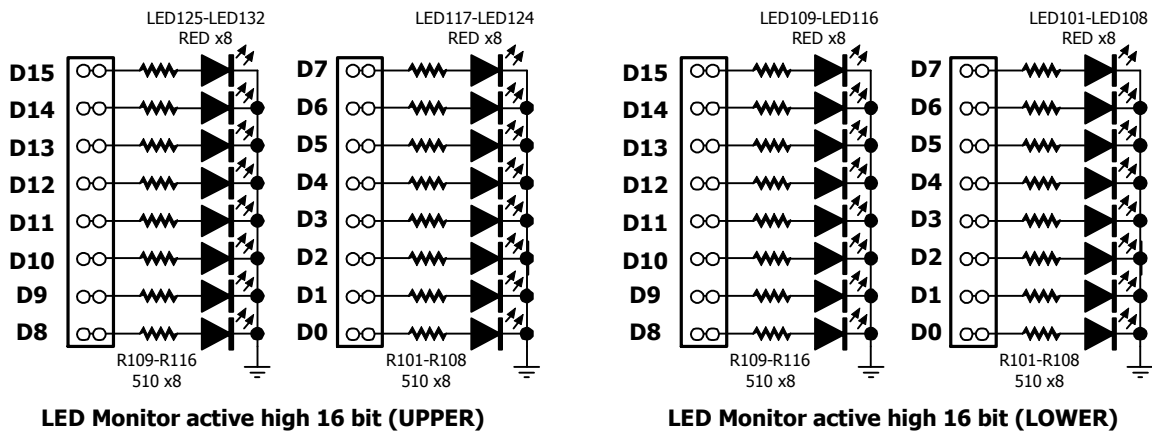 LED125-LED132
RED x8
LED117-LED124
RED x8
LED109-LED116
RED x8
LED101-LED108
RED x8
D15 D7 D15 D7
D14 D6 D14 D6
D13 D5 D13 D5
D12 D4 D12 D4
D11 D3 D11 D3
D10 D2 D10 D2
D9 D1 D9 D1
D8 D0 D8 D0
R109-R116
510 x8
R101-R108
510 x8
R109-R116
510 x8
R101-R108
510 x8
LED Monitor active high 16 bit (UPPER)
LED Monitor active high 16 bit (LOWER)